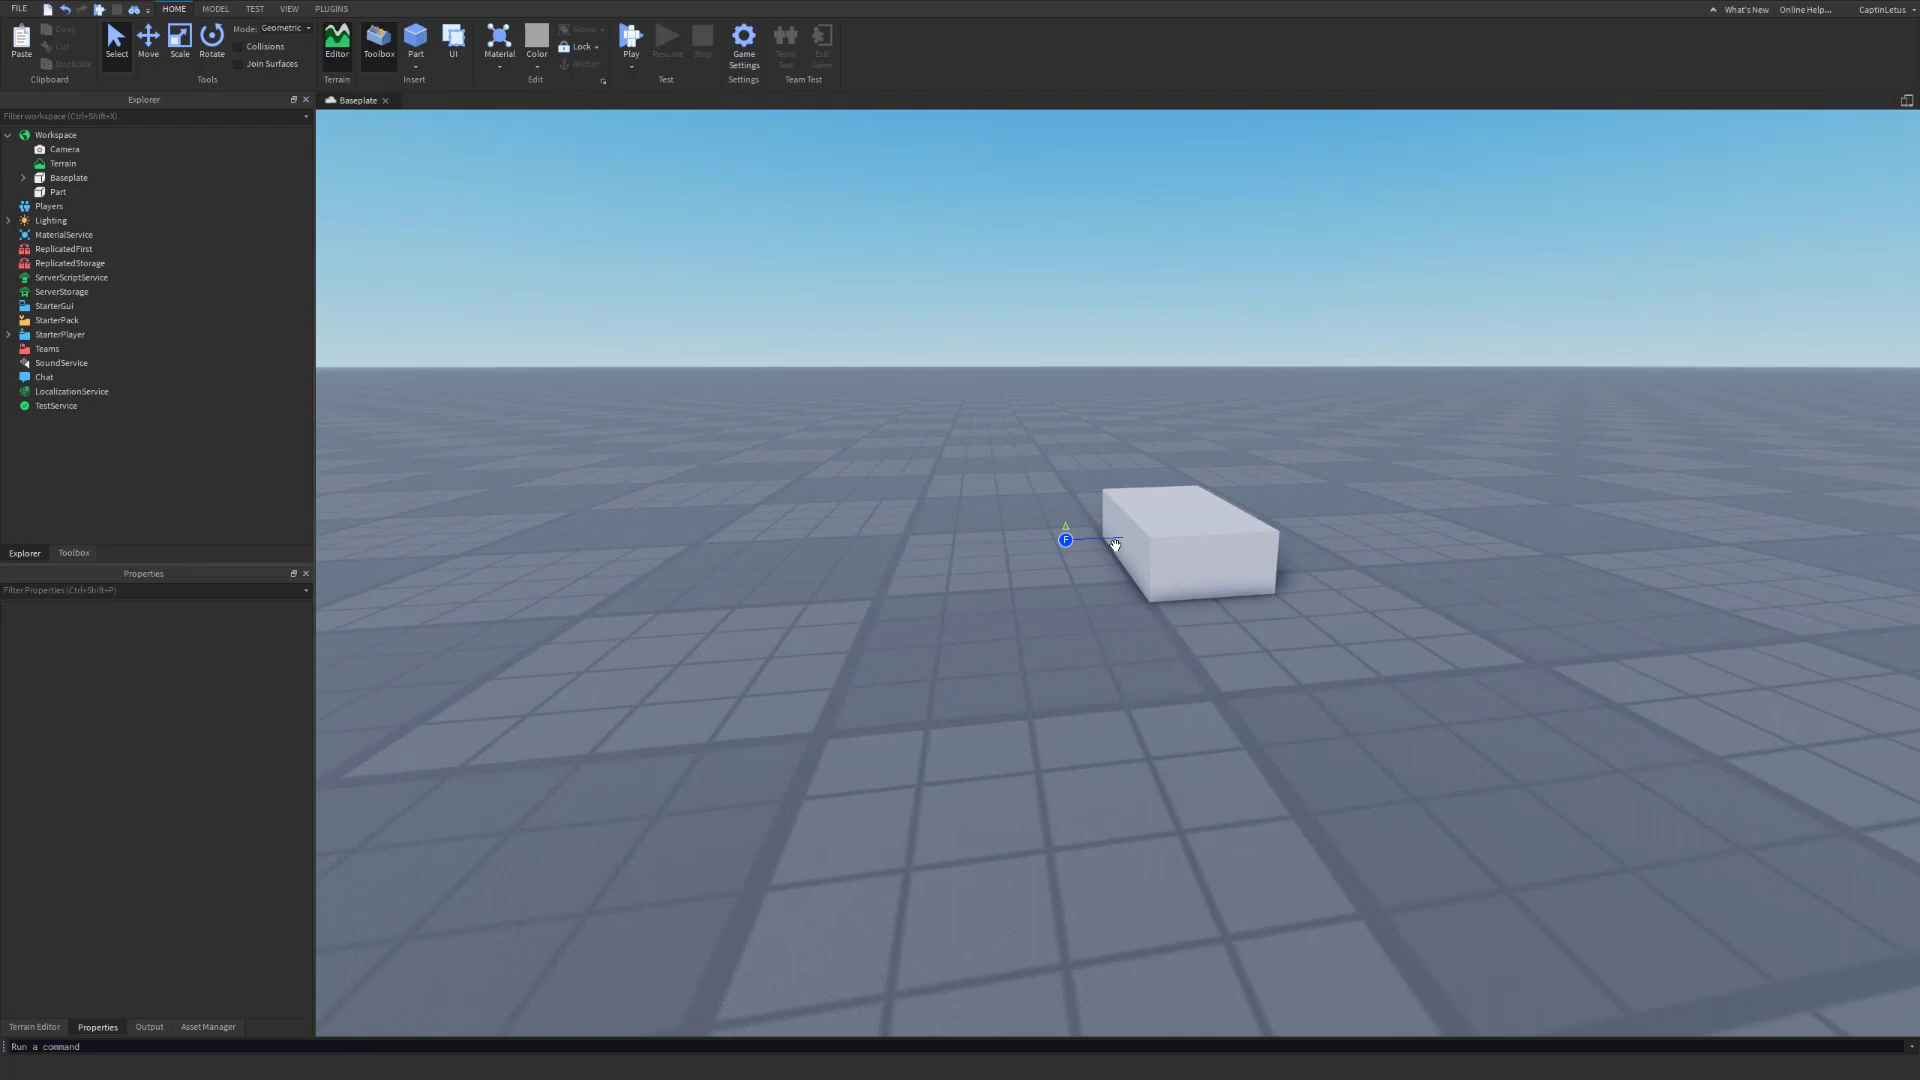 FILE HOME MODEL TEST VIEW PLUGINS What's New Online Help... CaptinLetus
Paste Copy Cut Duplicate Clipboard
Select Move Scale Rotate Mode: Geometric Collisions Join Surfaces Tools
Editor Terrain
Toolbox Part UI Insert
Material Color Group Lock Anchor Edit
Play Resume Stop Test
Game Settings Settings
Team Test Exit Game Team Test
Explorer
Baseplate
Filter workspace (Ctrl+Shift+X)
Workspace
Camera
Terrain
Baseplate
Part
Players
Lighting
MaterialService
ReplicatedFirst
ReplicatedStorage
ServerScriptService
ServerStorage
StarterGui
StarterPack
StarterPlayer
Teams
SoundService
Chat
LocalizationService
TestService
F
Explorer Toolbox
Properties
Filter Properties (Ctrl+Shift+P)
Terrain Editor Properties Output Asset Manager
Run a command